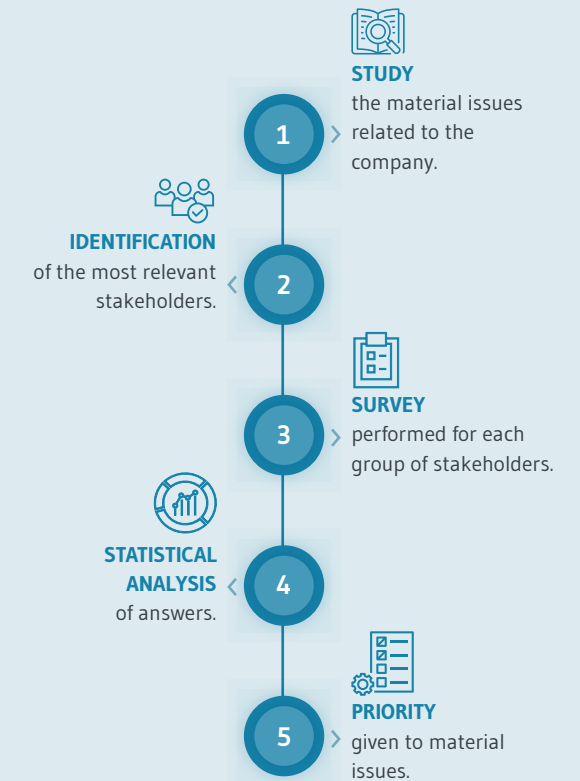 STUDY
the material issues
related to the
company.
1
IDENTIFICATION
of the most relevant
stakeholders.
2
SURVEY
performed for each
group of stakeholders.
3
STATISTICAL
ANALYSIS
of answers.
4
PRIORITY
given to material
issues.
5